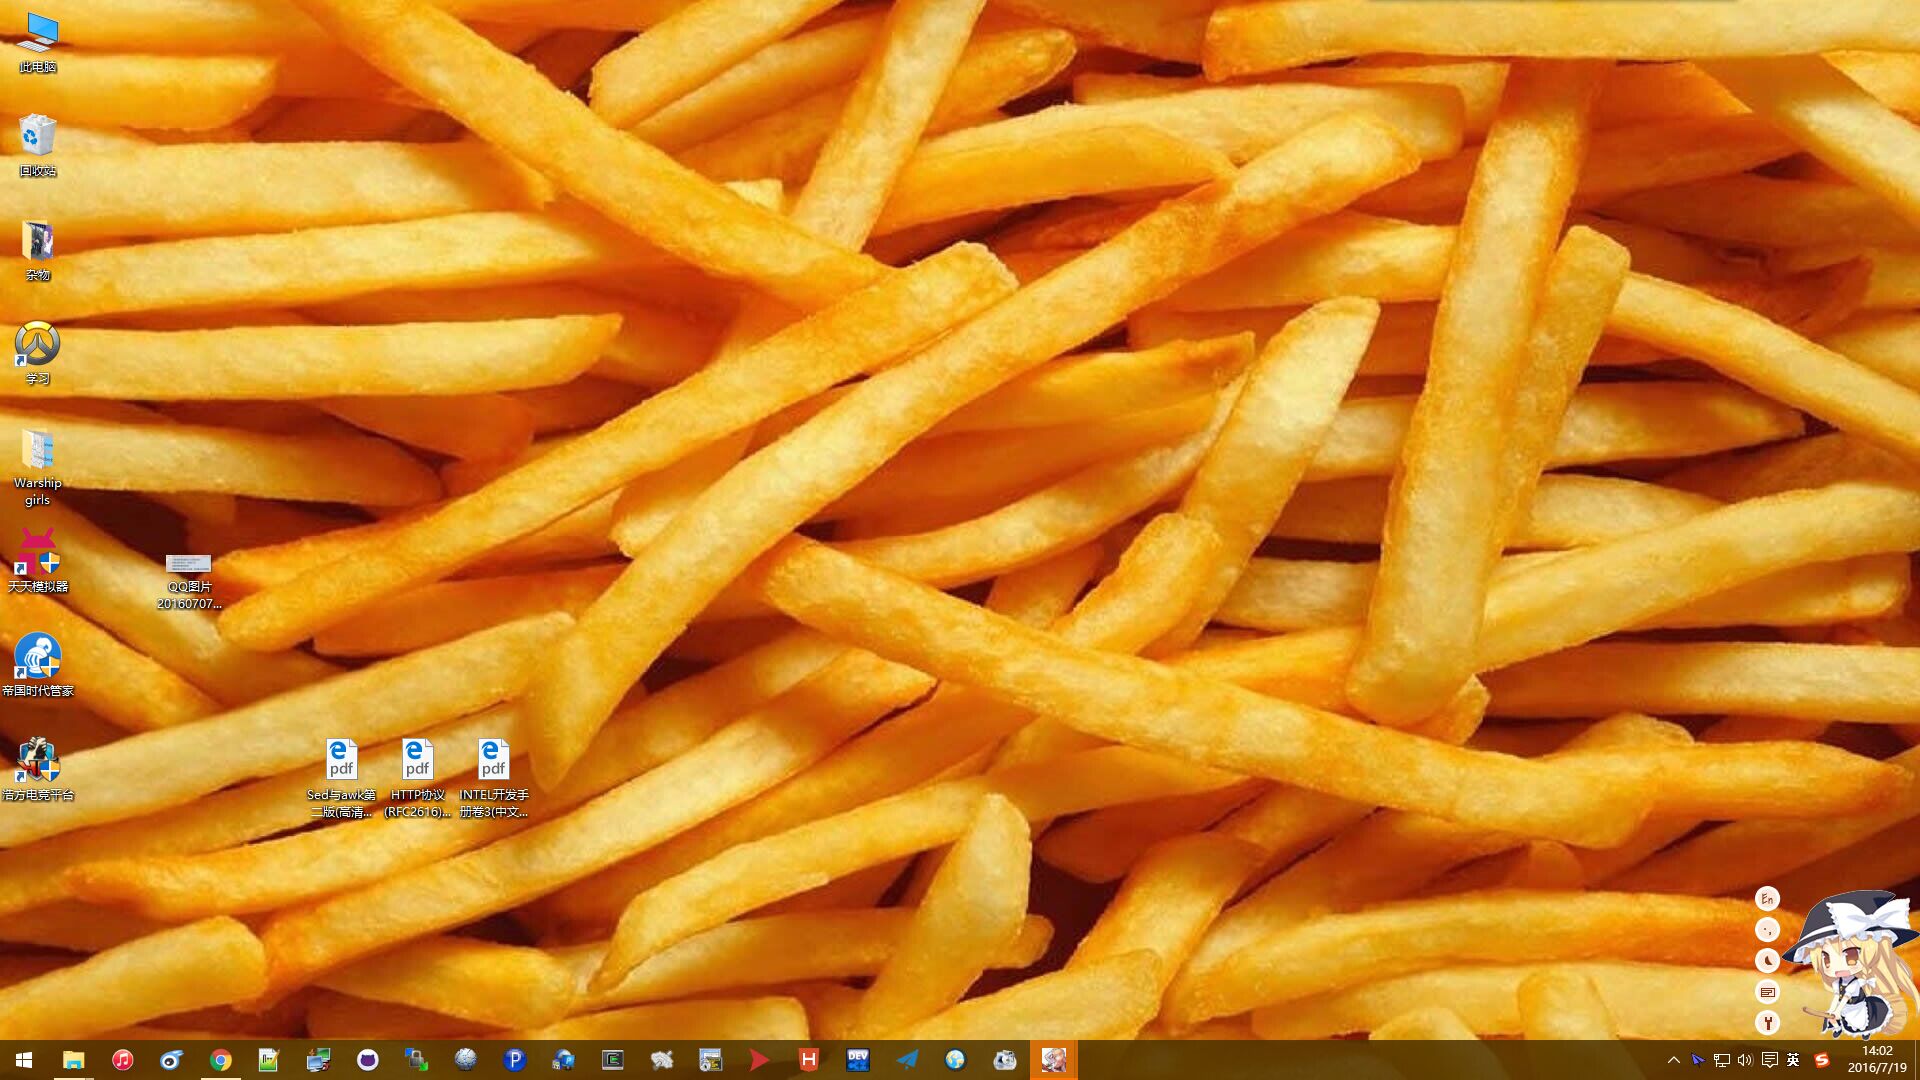 此电脑
回收站
杂物
学习
Warship
girls
天天模拟器
QQ图片
20160707...
帝国时代管家
浩方电竞平台
pdf
pdf
pdf
Sed与awk第
二版(高清...
HTTP协议
(RFC2616)...
INTEL开发手
册卷3(中文...
En
P
H
DEV
英
S
14:02
2016/7/19